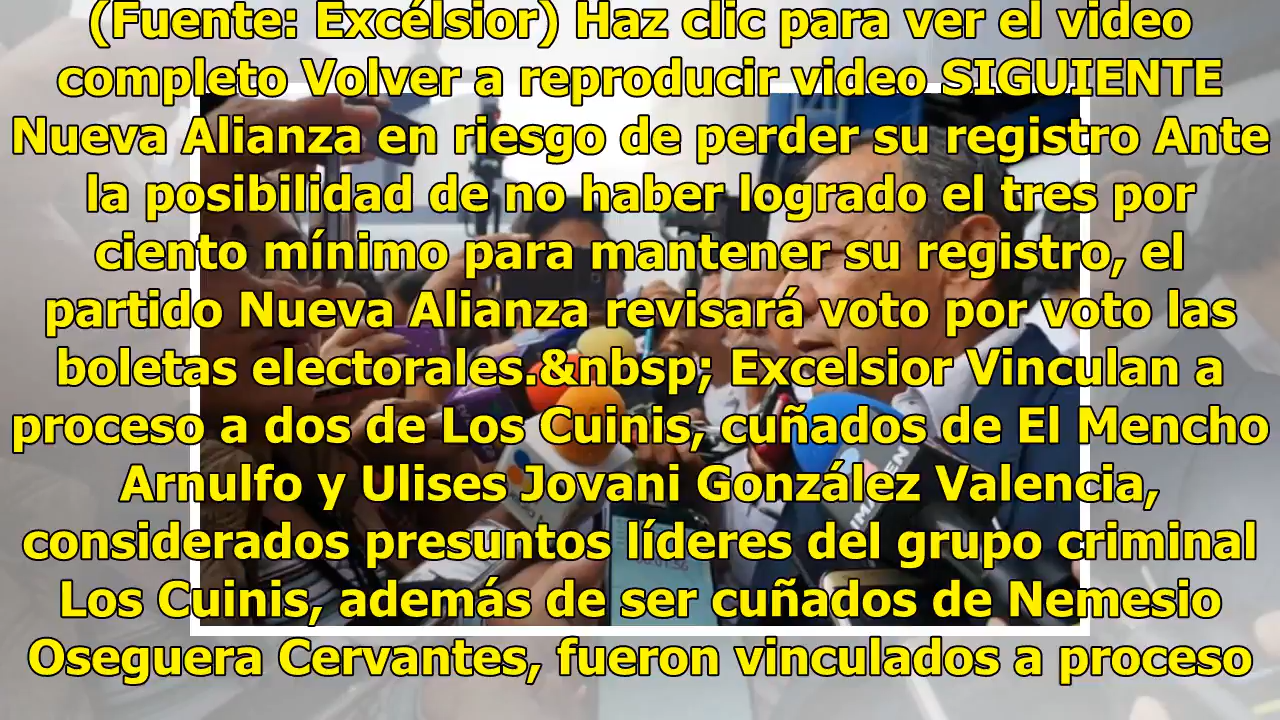 (Fuente: Excélsior) Haz clic para ver el video
completo Volver a reproducir video SIGUIENTE
Nueva Alianza en riesgo de perder su registro Ante
la posibilidad de no haber logrado el tres por
ciento mínimo para mantener su registro, el
partido Nueva Alianza revisará voto por voto las
boletas electorales.&nbsp; Excelsior Vinculan a
proceso a dos de Los Cuinis, cuñados de El Mencho
Arnulfo y Ulises Jovani González Valencia,
considerados presuntos líderes del grupo criminal
Los Cuinis, además de ser cuñados de Nemesio
Oseguera Cervantes, fueron vinculados a proceso
IMAGEN